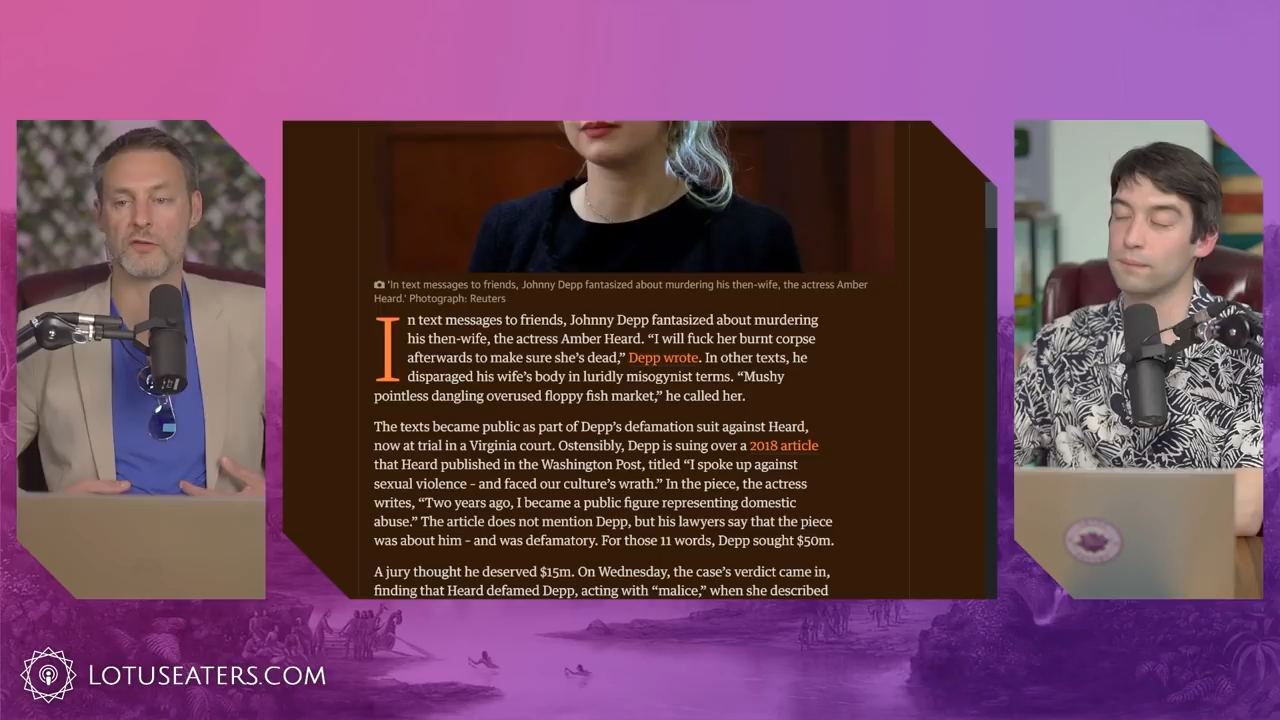 📷 'In text messages to friends, Johnny Depp fantasized about murdering his then-wife, the actress Amber
Heard.' Photograph: Reuters
In text messages to friends, Johnny Depp fantasized about murdering
his then-wife, the actress Amber Heard. “I will fuck her burnt corpse
afterwards to make sure she’s dead,” Depp wrote. In other texts, he
disparaged his wife’s body in luridly misogynist terms. “Mushy
pointless dangling overused floppy fish market,” he called her.
The texts became public as part of Depp’s defamation suit against Heard,
now at trial in a Virginia court. Ostensibly, Depp is suing over a 2018 article
that Heard published in the Washington Post, titled “I spoke up against
sexual violence – and faced our culture’s wrath.” In the piece, the actress
writes, “Two years ago, I became a public figure representing domestic
abuse.” The article does not mention Depp, but his lawyers say that the piece
was about him – and was defamatory. For those 11 words, Depp sought $50m.
A jury thought he deserved $15m. On Wednesday, the case’s verdict came in,
finding that Heard defamed Depp, acting with “malice,” when she described
LOTUSEATERS.COM